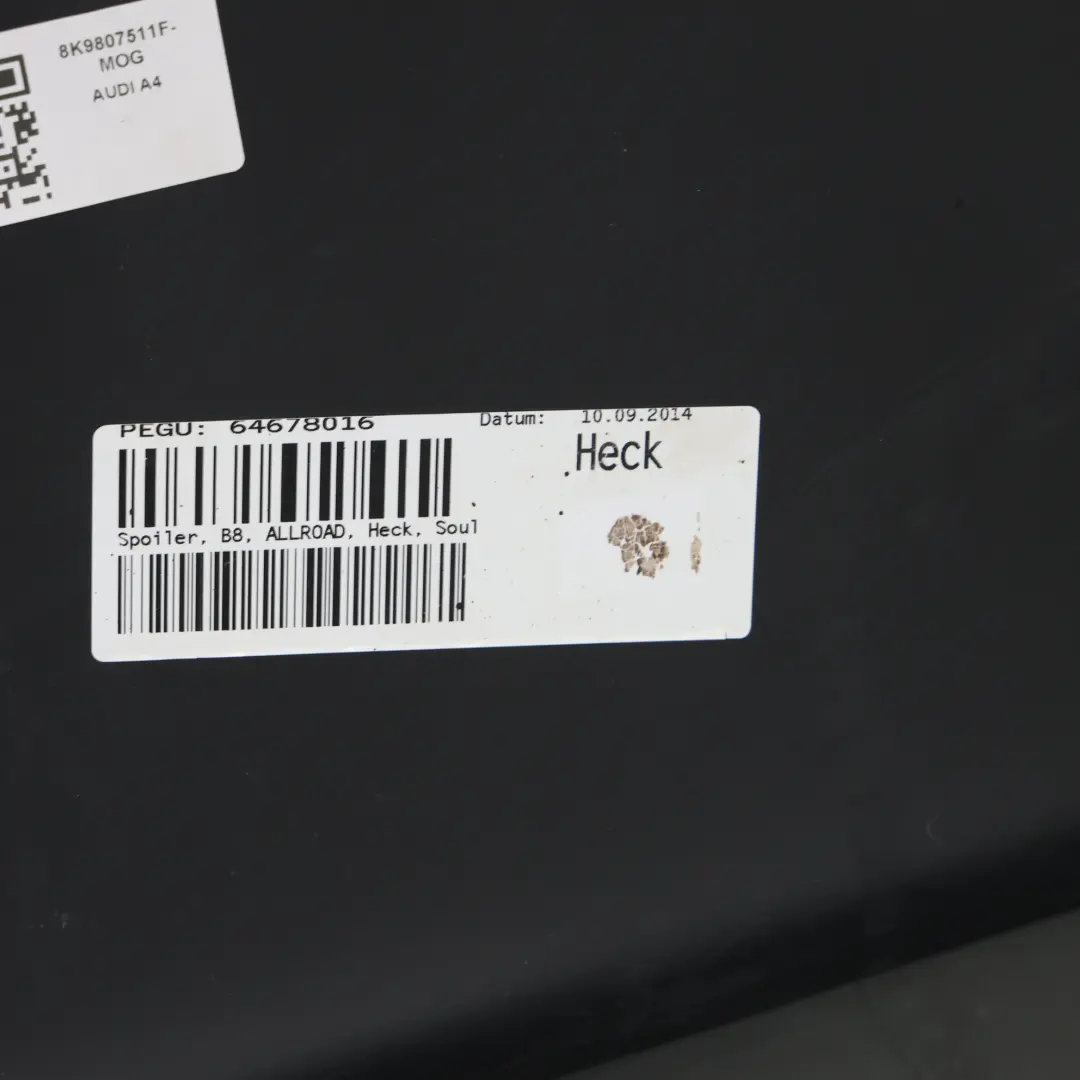 8K9807511F-
MOG
AUDI A4
PEGU: 64678016
Datum: 10.09.2014
Heck
Spoiler, B8, ALLROAD, Heck, Soul